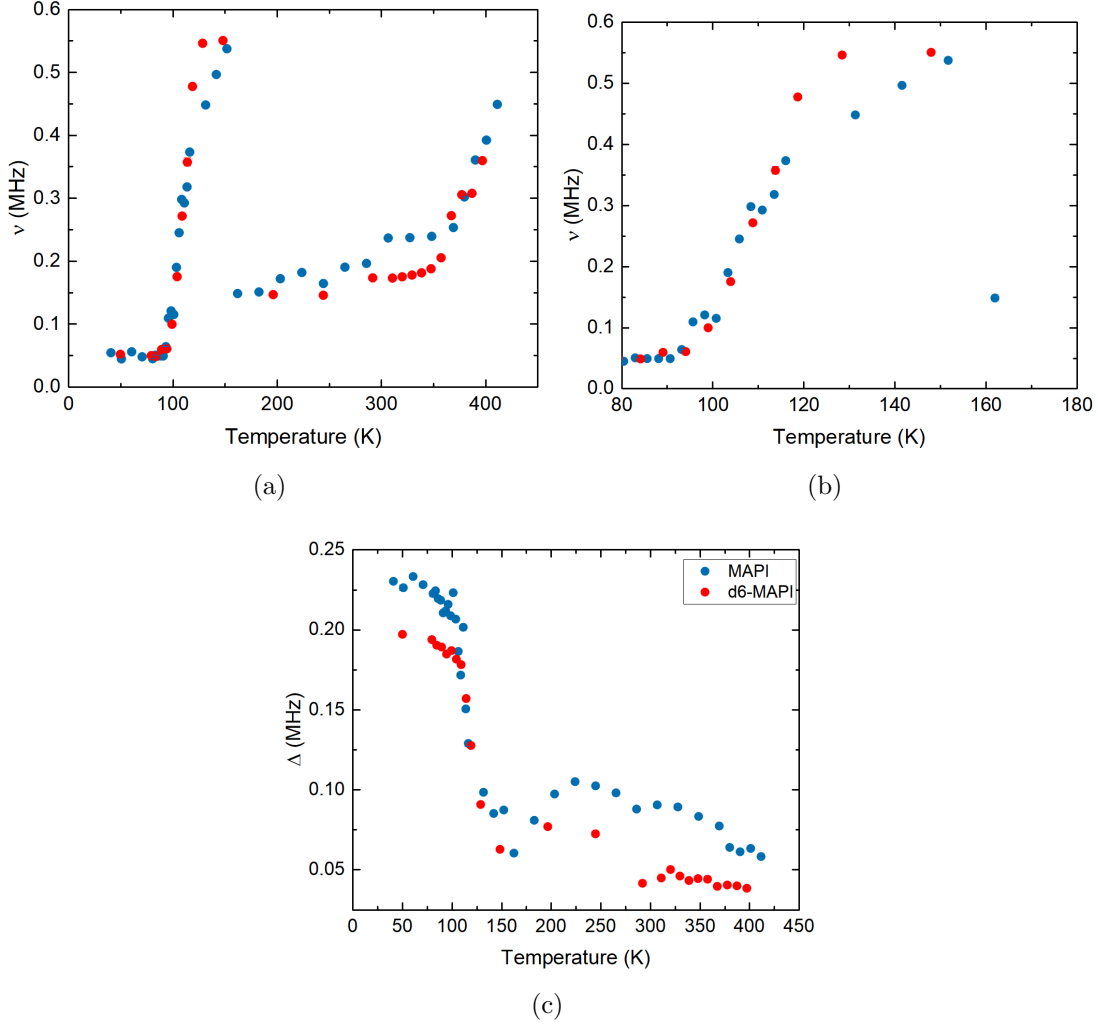 0.6
0.5
0.4
0.3
0.2
0.1
0.0
ν (MHz)
0 100 200 300 400
Temperature (K)
(a)
0.6
0.5
0.4
0.3
0.2
0.1
0.0
ν (MHz)
80 100 120 140 160 180
Temperature (K)
(b)
0.25
0.20
0.15
0.10
0.05
Δ (MHz)
MAPI
d6-MAPI
0 50 100 150 200 250 300 350 400 450
Temperature (K)
(c)